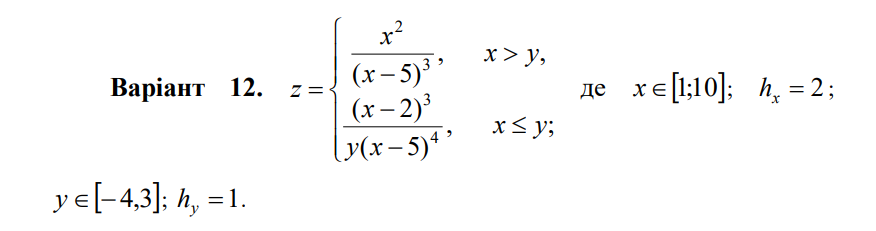 Варіант 12. z = { x² / (x − 5)³, x > y, (x − 2)³ / y(x − 5)⁴, x ≤ y; де x ∈ [1;10]; hₓ = 2;
y ∈ [− 4,3]; h_y = 1.